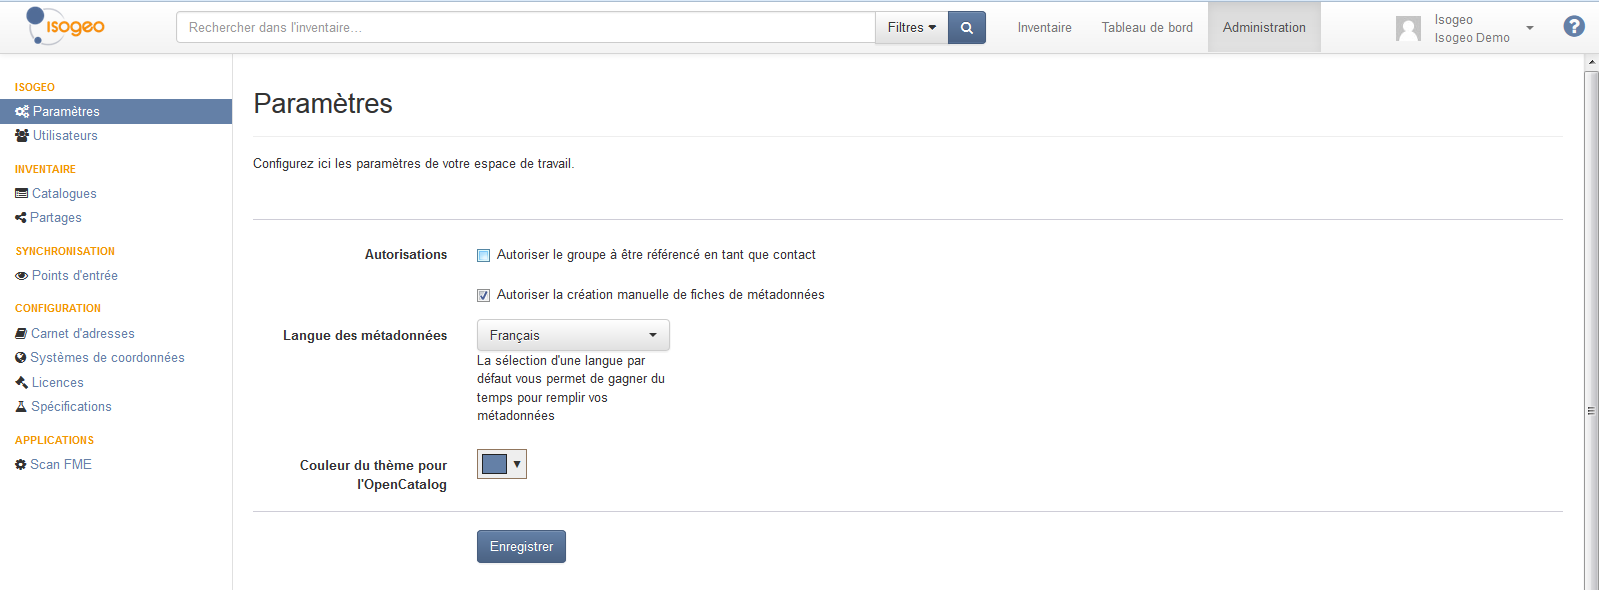 isogeo
Rechercher dans l'inventaire...
Filtres
Inventaire
Tableau de bord
Administration
Isogeo
Isogeo Demo
?
ISOGEO
Paramètres
Utilisateurs
INVENTAIRE
Catalogues
Partages
SYNCHRONISATION
Points d'entrée
CONFIGURATION
Carnet d'adresses
Systèmes de coordonnées
Licences
Spécifications
APPLICATIONS
Scan FME
Paramètres
Configurez ici les paramètres de votre espace de travail.
Autorisations
Autoriser le groupe à être référencé en tant que contact
Autoriser la création manuelle de fiches de métadonnées
Langue des métadonnées
Français
La sélection d'une langue par
défaut vous permet de gagner du
temps pour remplir vos
métadonnées
Couleur du thème pour
l'OpenCatalog
Enregistrer